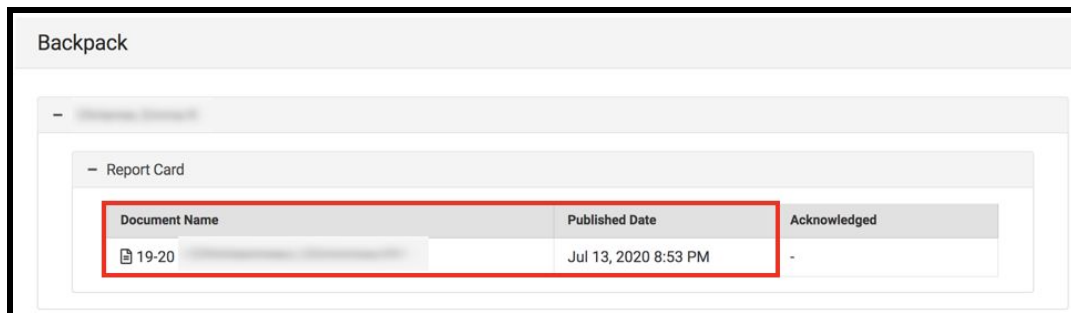 Backpack
−
− Report Card
Document Name Published Date Acknowledged
19-20 Jul 13, 2020 8:53 PM -